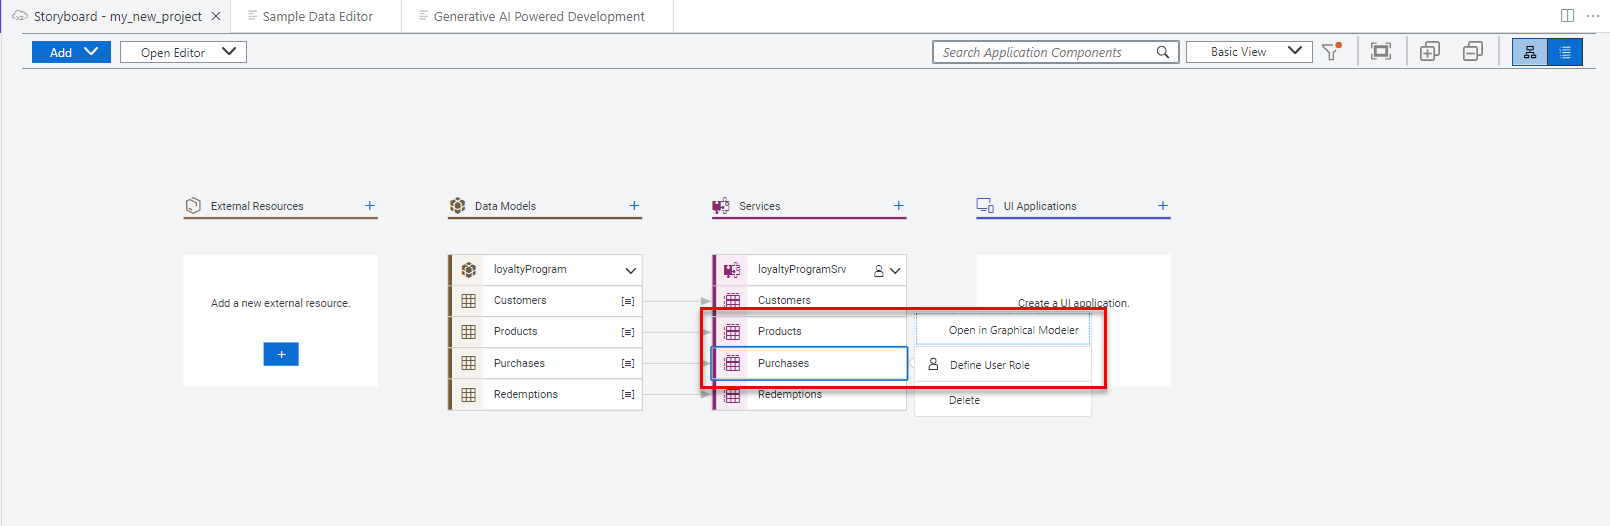 Storyboard - my_new_project
Sample Data Editor
Generative AI Powered Development
Add
Open Editor
Search Application Components
Basic View
External Resources
Data Models
Services
UI Applications
Add a new external resource.
loyaltyProgram
Customers
Products
Purchases
Redemptions
loyaltyProgramSrv
Customers
Products
Purchases
Redemptions
Create a UI application.
Open in Graphical Modeler
Define User Role
Delete